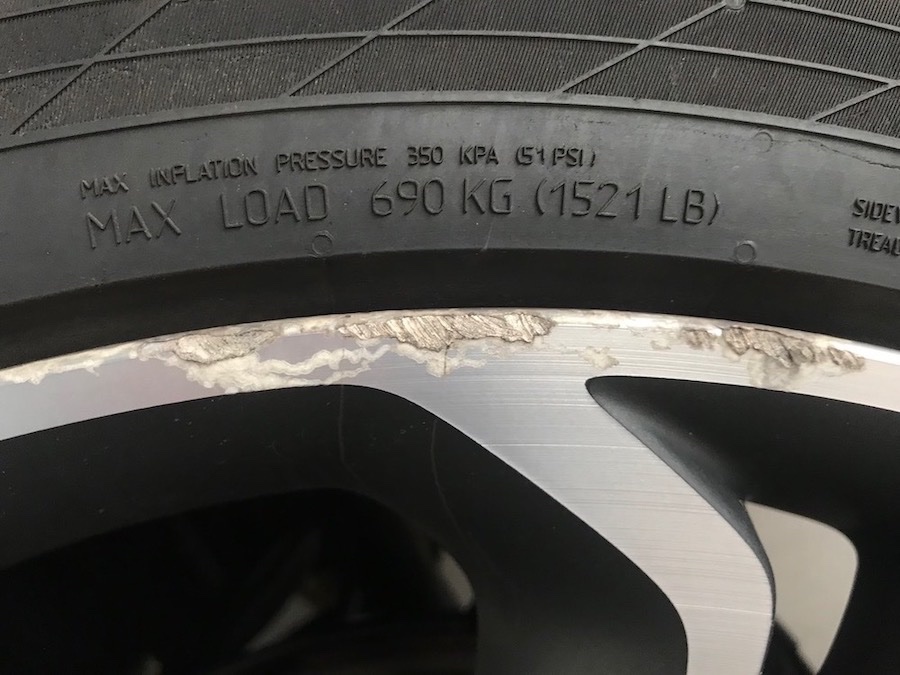 MAX INFLATION PRESSURE 350 KPA (51 PSI)
MAX LOAD 690 KG (1521 LB)